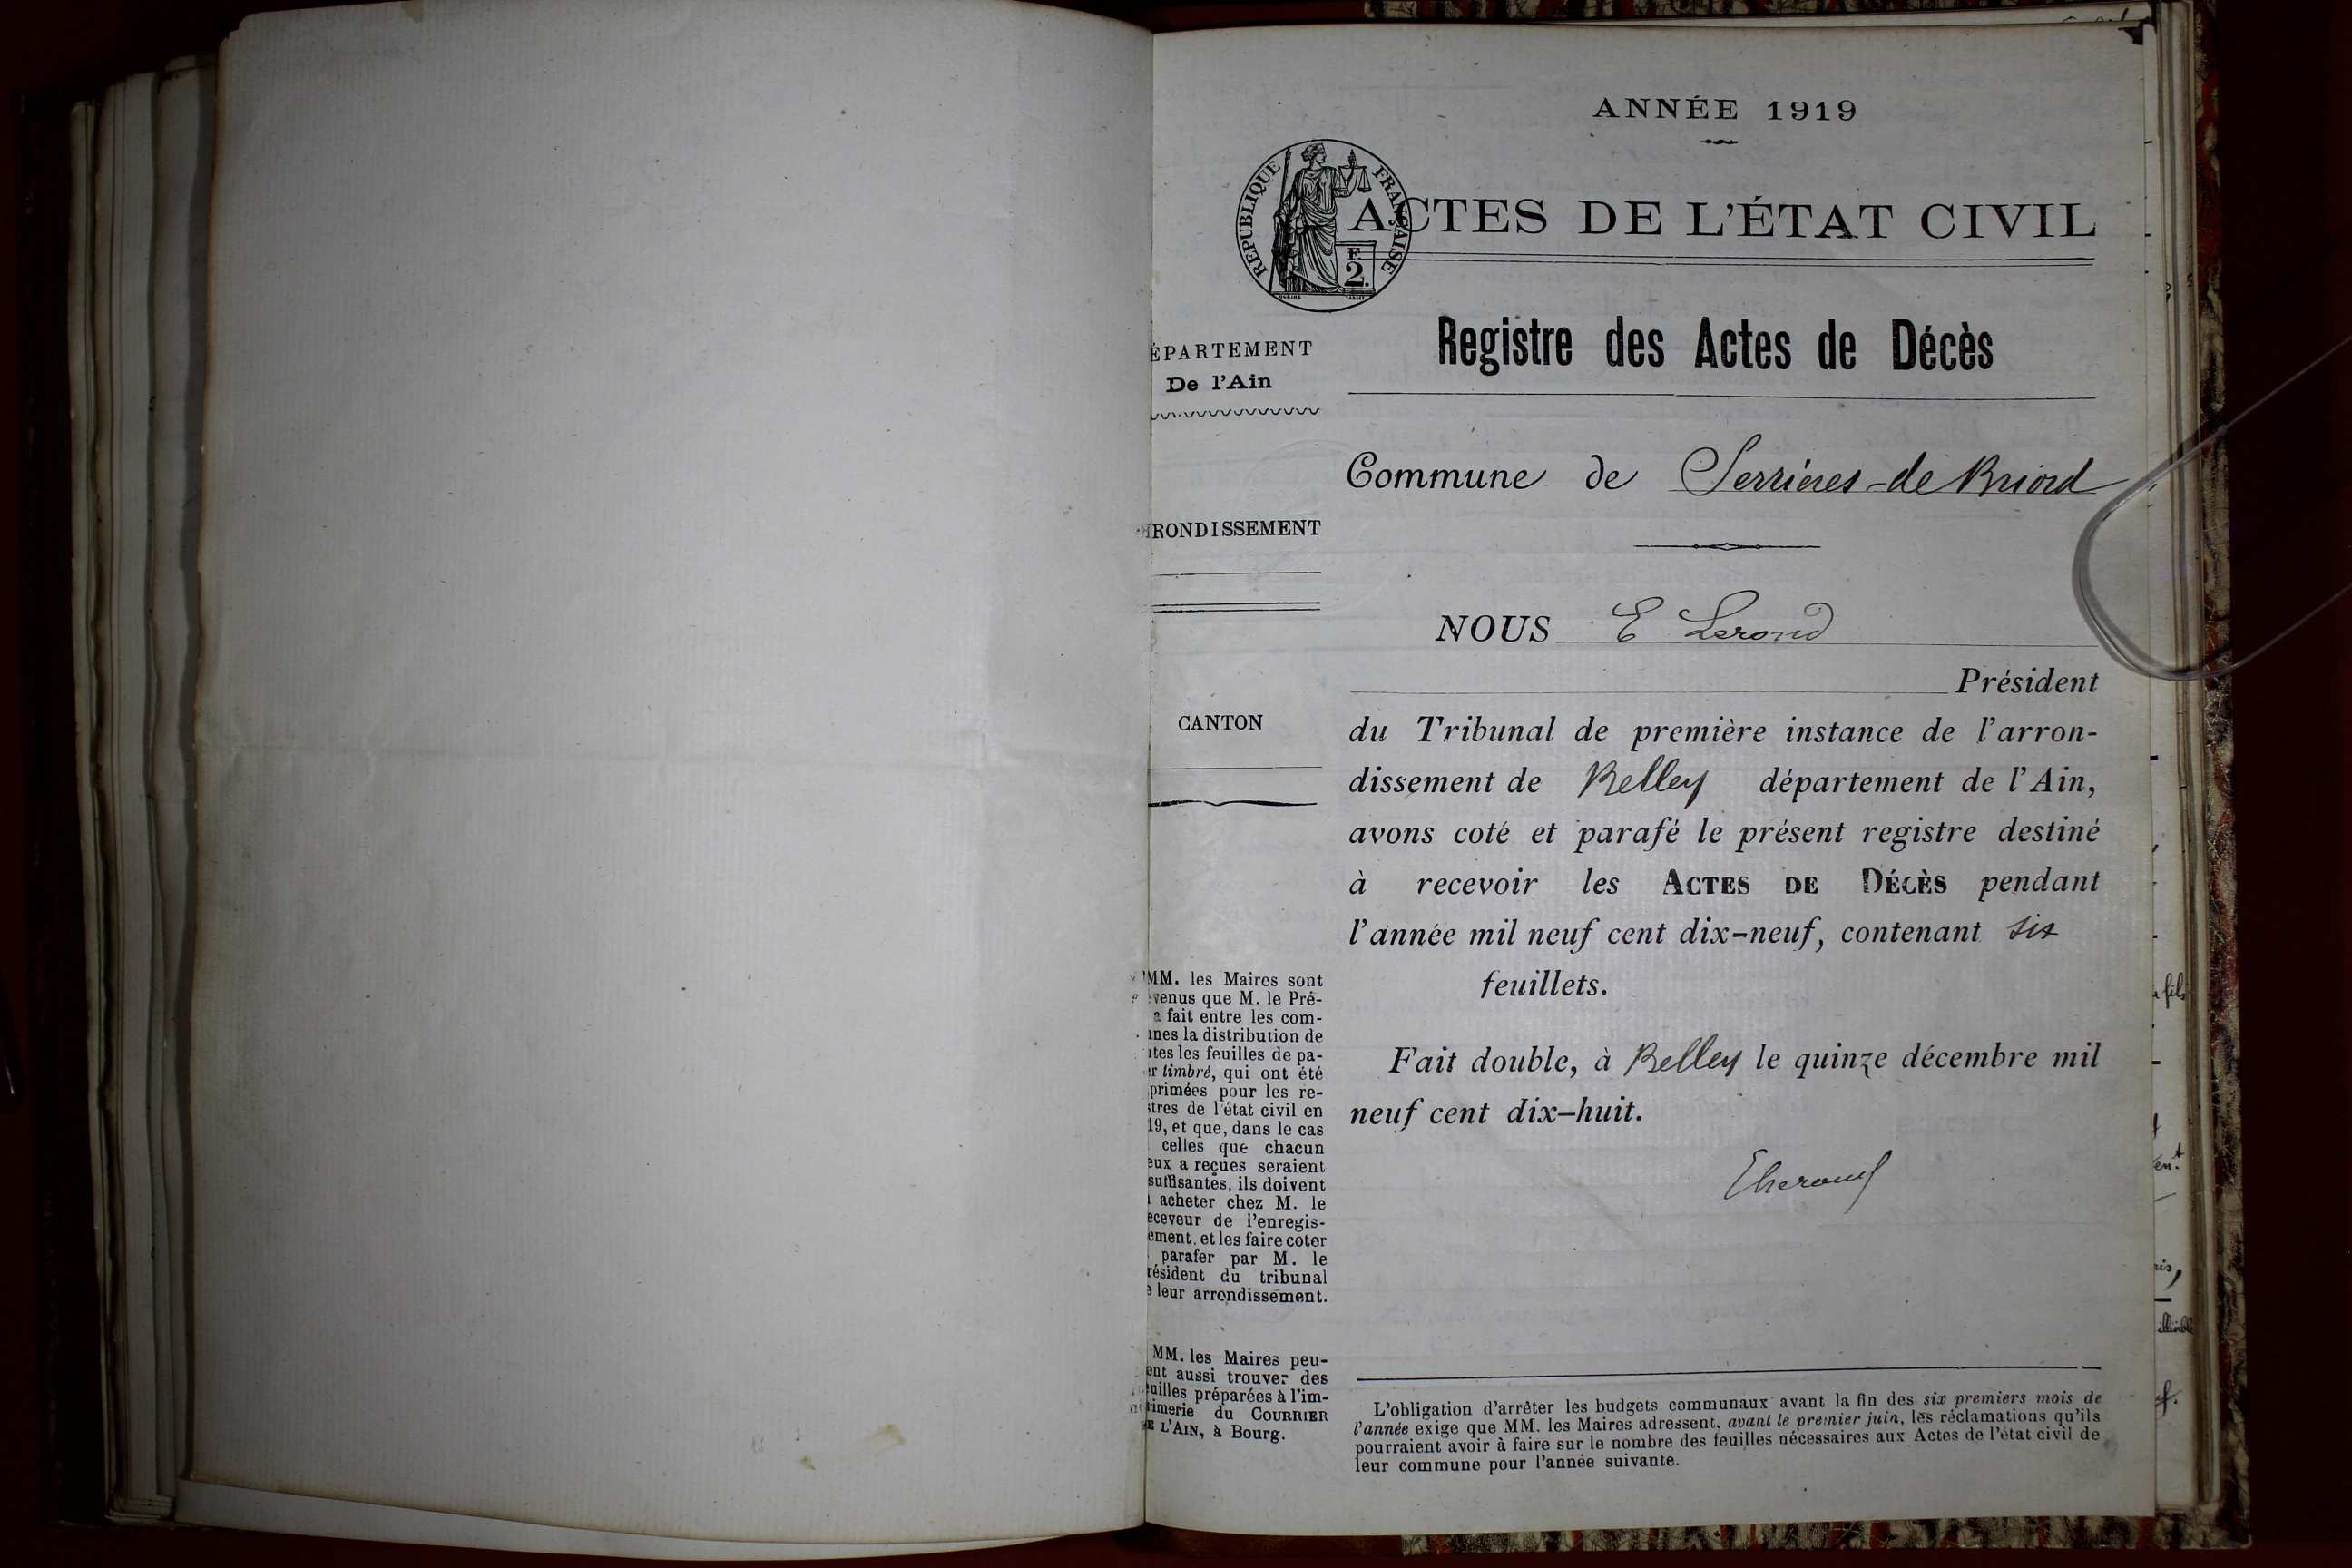 ANNÉE 1919
RÉPUBLIQUE FRANÇAISE
F.
2.
ACTES DE L'ÉTAT CIVIL
Registre des Actes de Décès
ÉPARTEMENT
De l'Ain
Commune de Serrières-de Briord
RONDISSEMENT
NOUS E Lerond
Président
CANTON
du Tribunal de première instance de l'arron-
dissement de Belley département de l'Ain,
avons coté et parafé le présent registre destiné
à recevoir les ACTES DE DÉCÈS pendant
l'année mil neuf cent dix-neuf, contenant six
feuillets.
Fait double, à Belley le quinze décembre mil
neuf cent dix-huit.
MM. les Maires sont
venus que M. le Pré-
a fait entre les com-
unes la distribution de
utes les feuilles de pa-
er timbré, qui ont été
primées pour les re-
stres de l'état civil en
19, et que, dans le cas
celles que chacun
eux a reçues seraient
suffisantes, ils doivent
acheter chez M. le
eceveur de l'enregis-
ement, et les faire coter
parafer par M. le
résident du tribunal
e leur arrondissement.
MM. les Maires peu-
ent aussi trouver des
uilles préparées à l'im-
rimerie du COURRIER
DE L'AIN, à Bourg.
L'obligation d'arrêter les budgets communaux avant la fin des six premiers mois de
l'année exige que MM. les Maires adressent, avant le premier juin, les réclamations qu'ils
pourraient avoir à faire sur le nombre des feuilles nécessaires aux Actes de l'état civil de
leur commune pour l'année suivante.